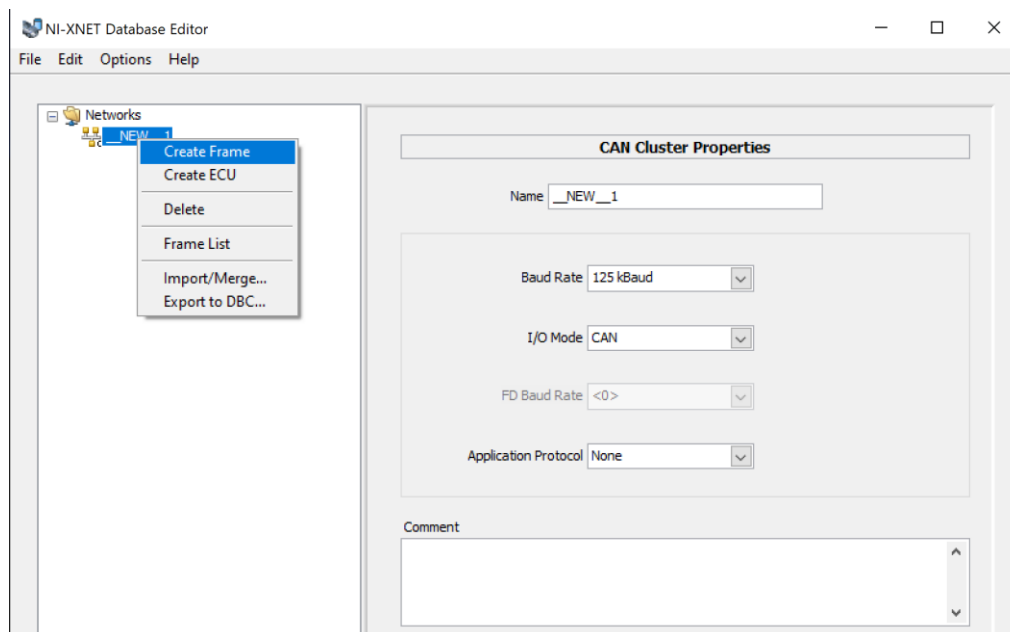 NI-XNET Database Editor
File Edit Options Help
Networks
__NEW__1
Create Frame
Create ECU
Delete
Frame List
Import/Merge...
Export to DBC...
CAN Cluster Properties
Name __NEW__1
Baud Rate 125 kBaud
I/O Mode CAN
FD Baud Rate <0>
Application Protocol None
Comment